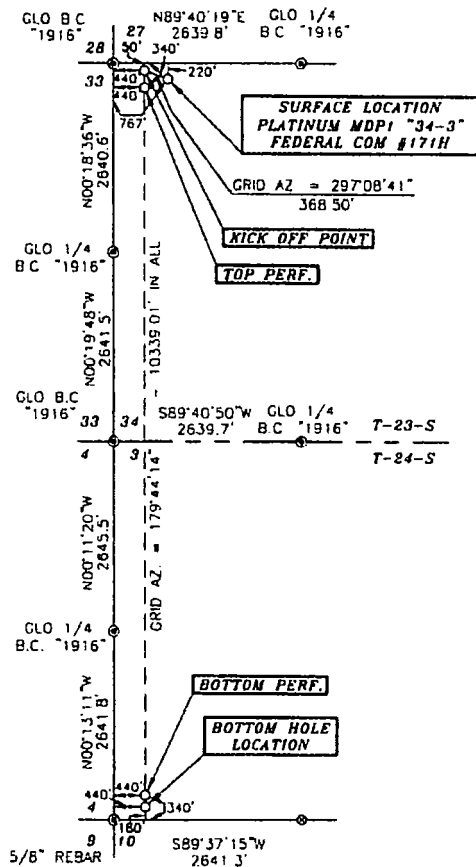 GLO B C
"1916"
N89°40'19"E
2639.8'
GLO 1/4
B C "1916"
28
27
50'
340'
33
440'
220'
440'
767'
SURFACE LOCATION
PLATINUM MDP1 "34-3"
FEDERAL COM #171H
N00°18'36"W
2640.6'
GRID AZ = 297°08'41"
368 50'
KICK OFF POINT
TOP PERF.
GLO 1/4
B C "1916"
N00°19'48"W
2641.5'
~ 10339 01' IN ALL
GLO B.C
"1916"
33
34
S89°40'50"W
2639.7'
GLO 1/4
B C "1916"
T-23-S
4
3
T-24-S
N00°11'20"W
2645.5'
GRID AZ. = 179°44'14"
GLO 1/4
B.C. "1916"
N00°13'11"W
2641 8'
BOTTOM PERF.
BOTTOM HOLE
LOCATION
440'
440'
4
340'
9
10
5/8" REBAR
S89°37'15"W
2641 3'